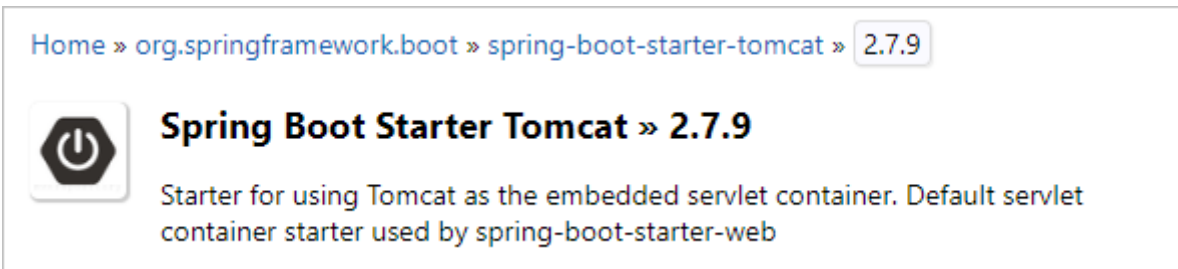 Home » org.springframework.boot » spring-boot-starter-tomcat » 2.7.9
Spring Boot Starter Tomcat » 2.7.9
Starter for using Tomcat as the embedded servlet container. Default servlet
container starter used by spring-boot-starter-web